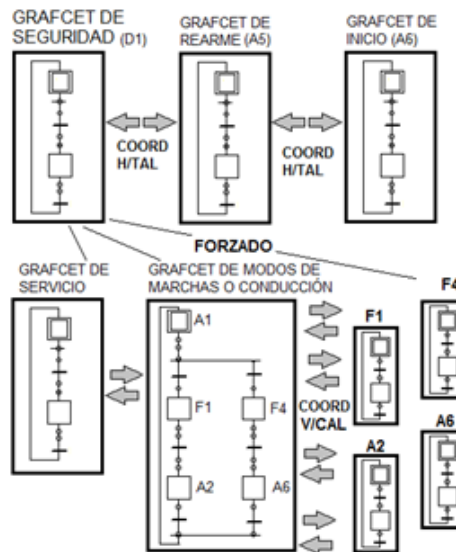 GRAFCET DE
SEGURIDAD (D1)
GRAFCET DE
REARME (A5)
GRAFCET DE
INICIO (A6)
COORD
H/TAL
COORD
H/TAL
FORZADO
GRAFCET DE
SERVICIO
GRAFCET DE MODOS DE
MARCHAS O CONDUCCIÓN
A1
F1
F4
A2
A6
COORD
V/CAL
F1
F4
A2
A6